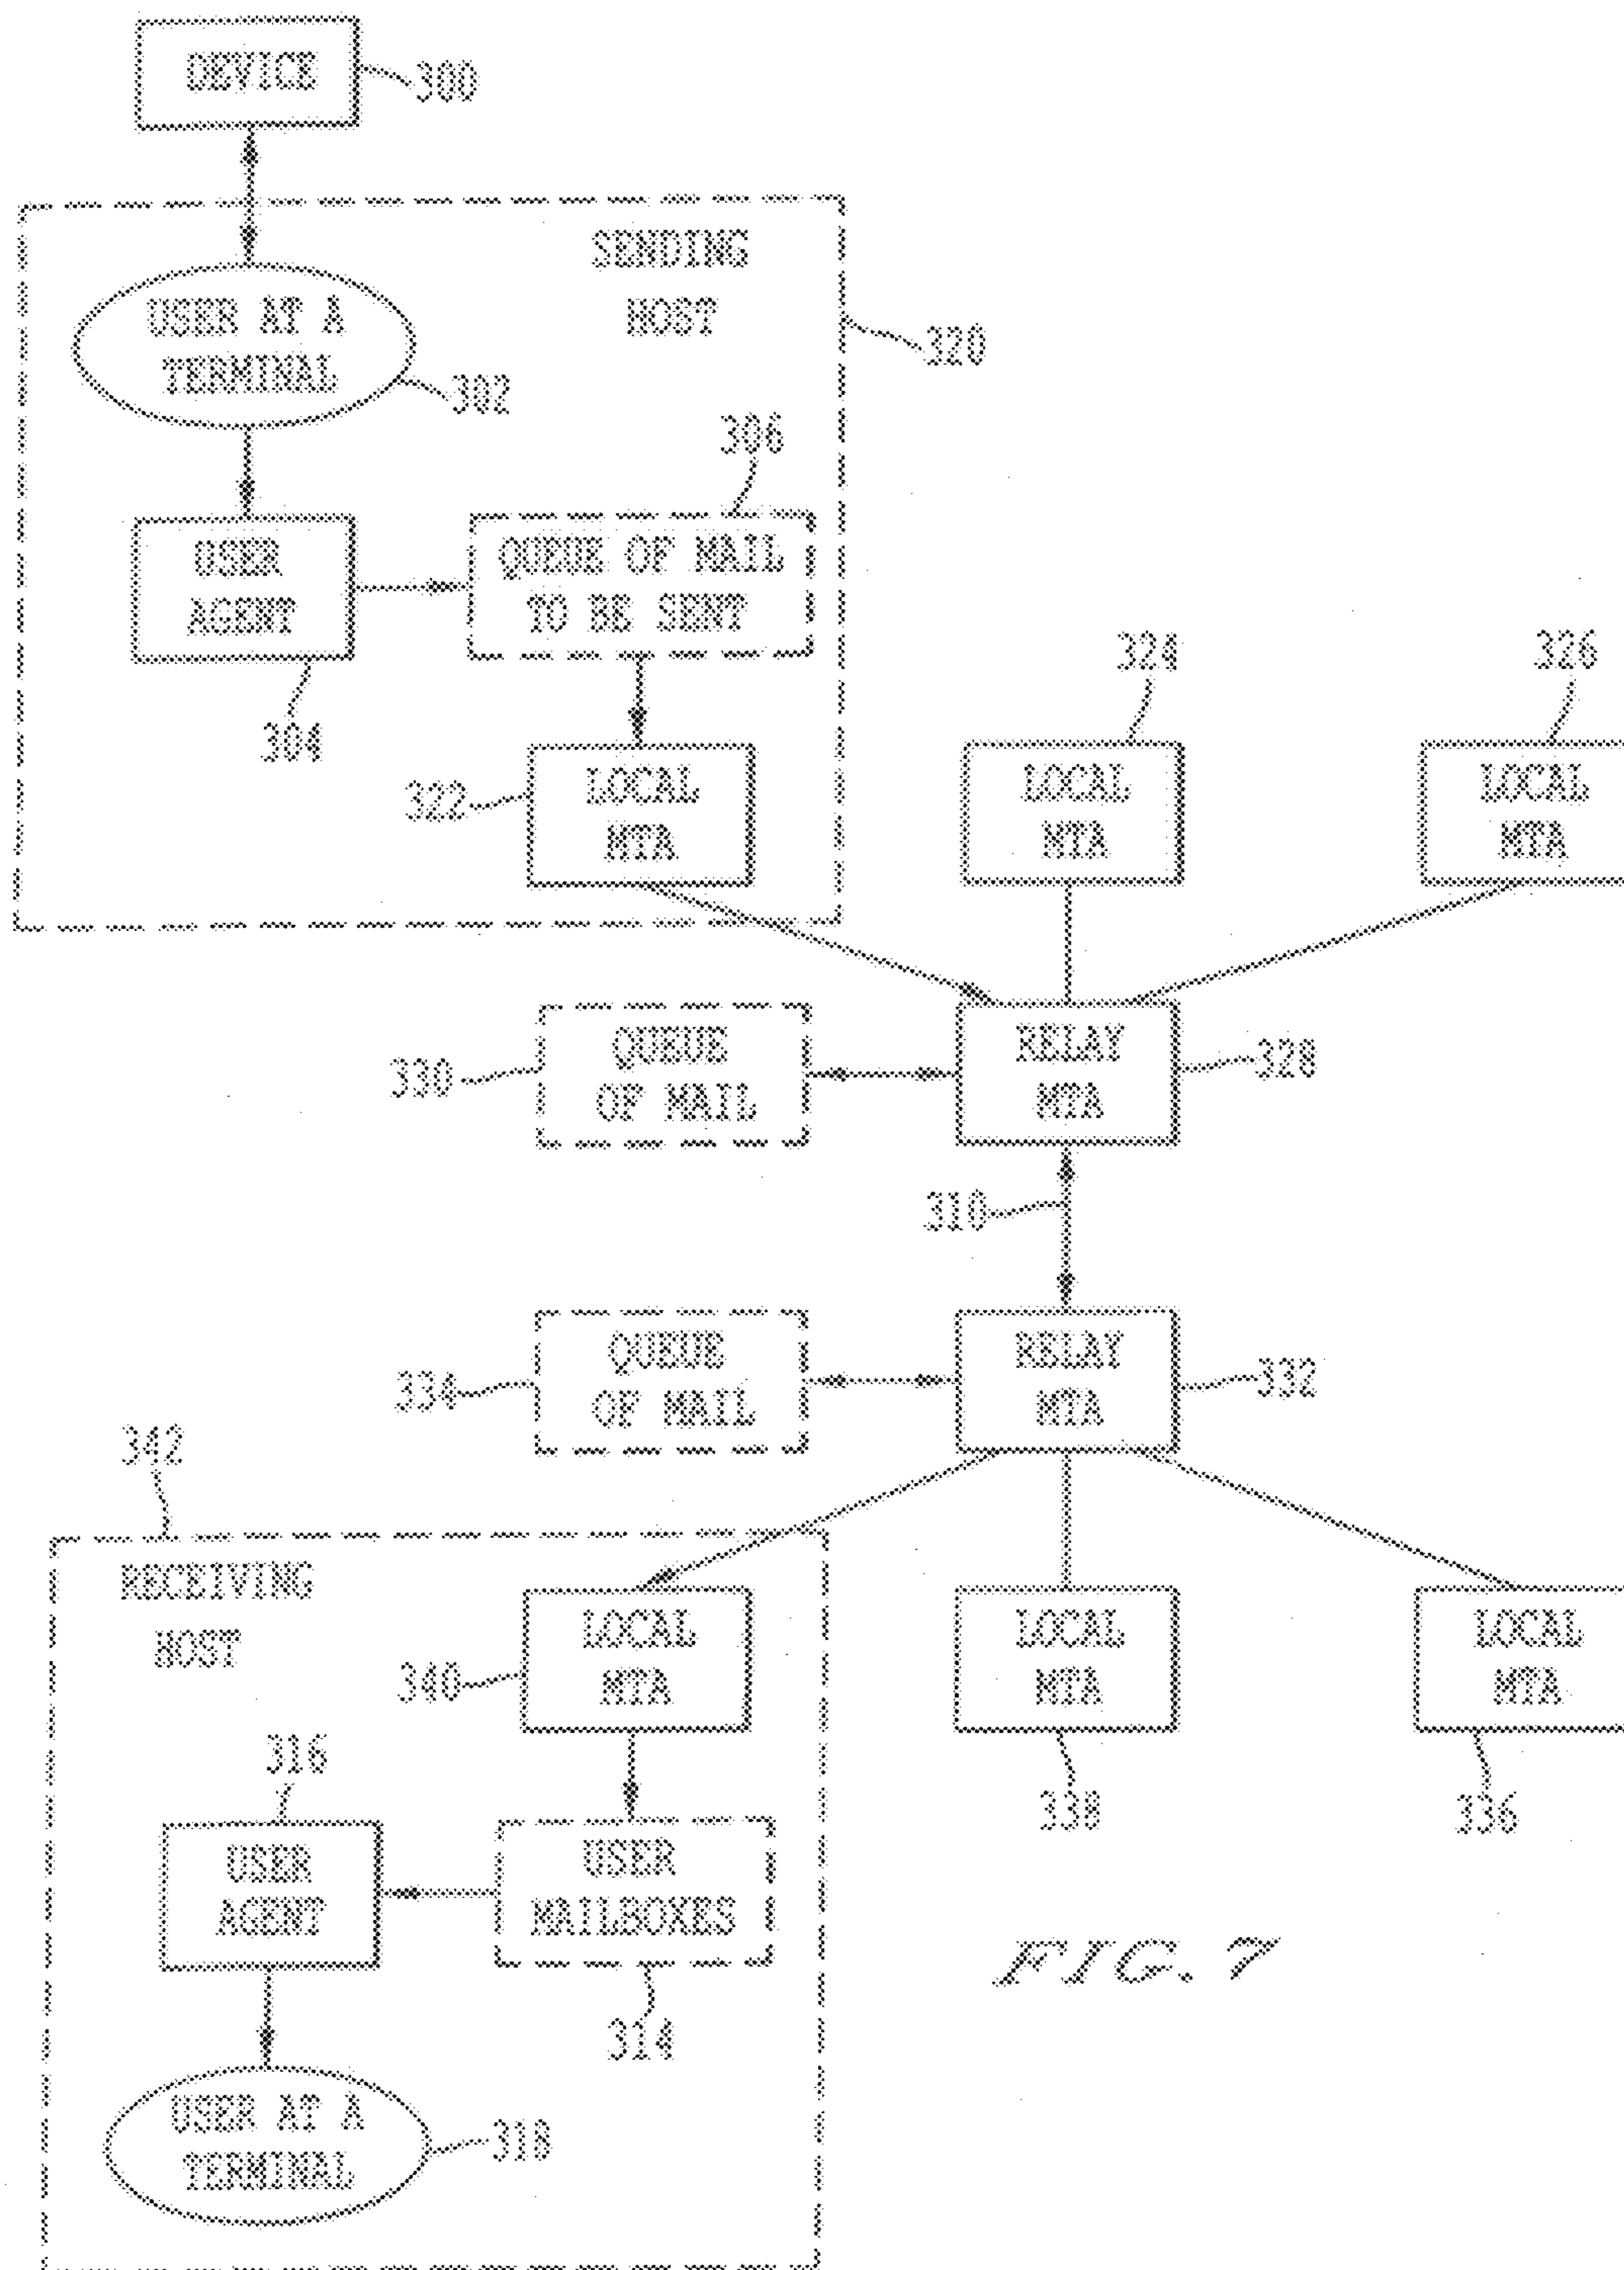 DEVICE
300
SENDING
HOST
320
USER AT A
TERMINAL
302
306
USER
AGENT
304
QUEUE OF MAIL
TO BE SENT
322
LOCAL
MTA
324
LOCAL
MTA
326
LOCAL
MTA
330
QUEUE
OF MAIL
RELAY
MTA
328
310
334
QUEUE
OF MAIL
RELAY
MTA
332
342
RECEIVING
HOST
340
LOCAL
MTA
LOCAL
MTA
338
LOCAL
MTA
336
316
USER
AGENT
USER
MAILBOXES
314
USER AT A
TERMINAL
318
FIG. 7